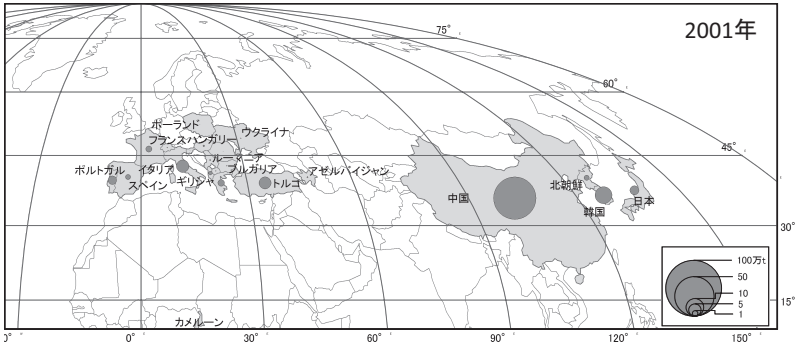 2001年
75°
60°
45°
ポーランド
フランス ハンガリー
ウクライナ
ルーマニア
ポルトガル
イタリア
ブルガリア
アゼルバイジャン
スペイン
ギリシャ
トルコ
中国
北朝鮮
韓国
日本
30°
100万t
50
10
5
1
15°
カメルーン
0°
30°
60°
90°
120°
150°